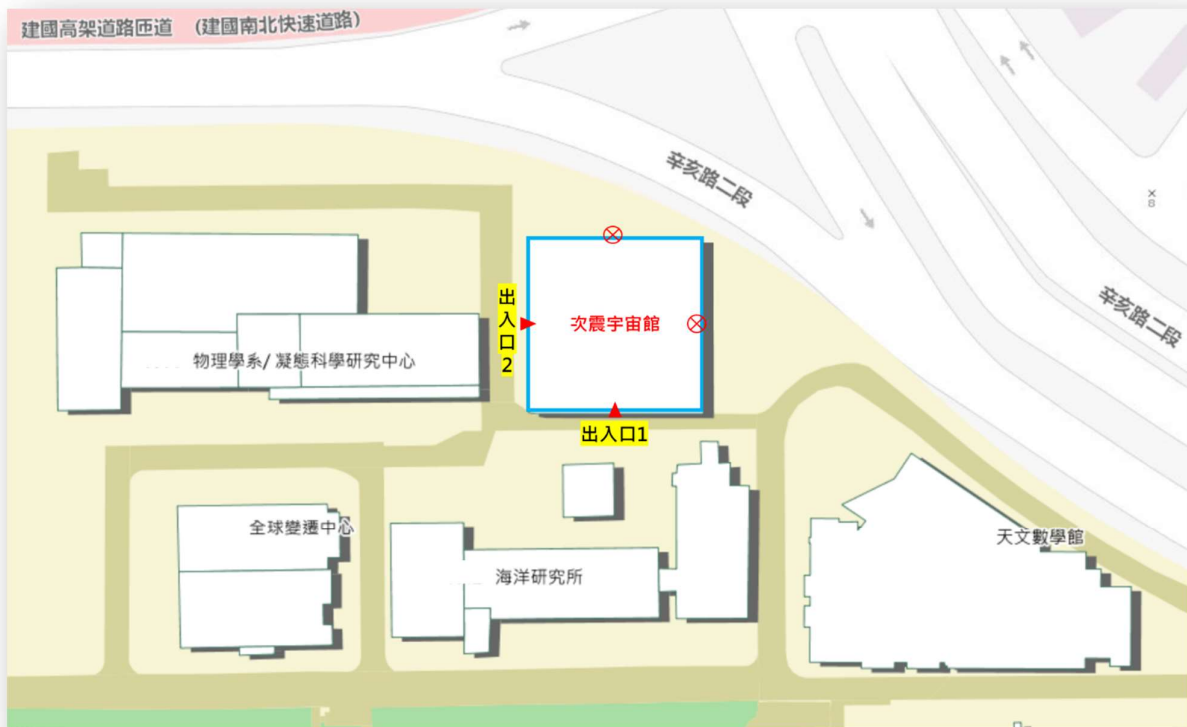 建國高架道路匝道 (建國南北快速道路)
辛亥路二段
辛亥路二段
出入口2
次震宇宙館
物理學系/ 凝態科學研究中心
出入口1
全球變遷中心
天文數學館
海洋研究所